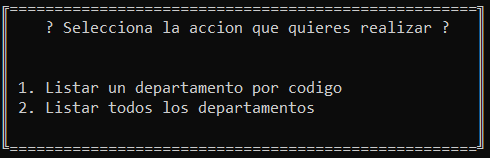 ? Selecciona la accion que quieres realizar ?
1. Listar un departamento por codigo
2. Listar todos los departamentos